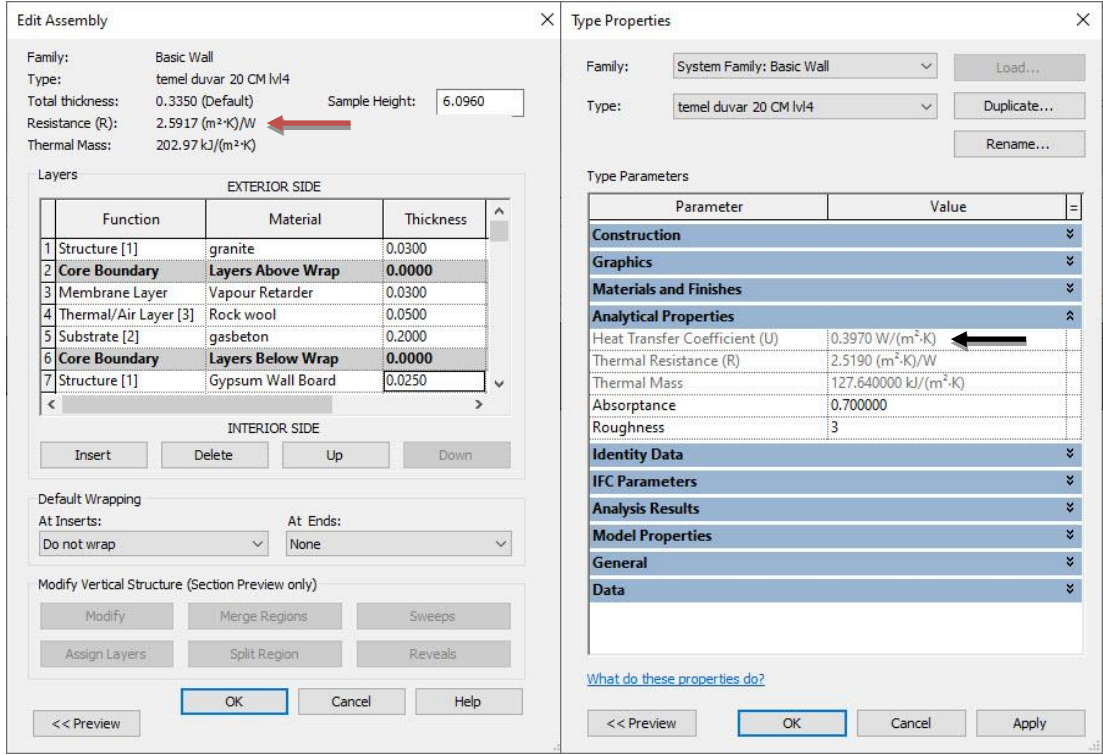 Edit Assembly
Family: Basic Wall
Type: temel duvar 20 CM lvl4
Total thickness: 0.3350 (Default) Sample Height: 6.0960
Resistance (R): 2.5917 (m²·K)/W
Thermal Mass: 202.97 kJ/(m²·K)
Layers
EXTERIOR SIDE
Function Material Thickness
1 Structure [1] granite 0.0300
2 Core Boundary Layers Above Wrap 0.0000
3 Membrane Layer Vapour Retarder 0.0300
4 Thermal/Air Layer [3] Rock wool 0.0500
5 Substrate [2] gasbeton 0.2000
6 Core Boundary Layers Below Wrap 0.0000
7 Structure [1] Gypsum Wall Board 0.0250
INTERIOR SIDE
Insert Delete Up Down
Default Wrapping
At Inserts: At Ends:
Do not wrap None
Modify Vertical Structure (Section Preview only)
Modify Merge Regions Sweeps
Assign Layers Split Region Reveals
OK Cancel Help
<< Preview
Type Properties
Family: System Family: Basic Wall Load...
Type: temel duvar 20 CM lvl4 Duplicate...
Rename...
Type Parameters
Parameter Value =
Construction
Graphics
Materials and Finishes
Analytical Properties
Heat Transfer Coefficient (U) 0.3970 W/(m²·K)
Thermal Resistance (R) 2.5190 (m²·K)/W
Thermal Mass 127.640000 kJ/(m²·K)
Absorptance 0.700000
Roughness 3
Identity Data
IFC Parameters
Analysis Results
Model Properties
General
Data
What do these properties do?
<< Preview OK Cancel Apply